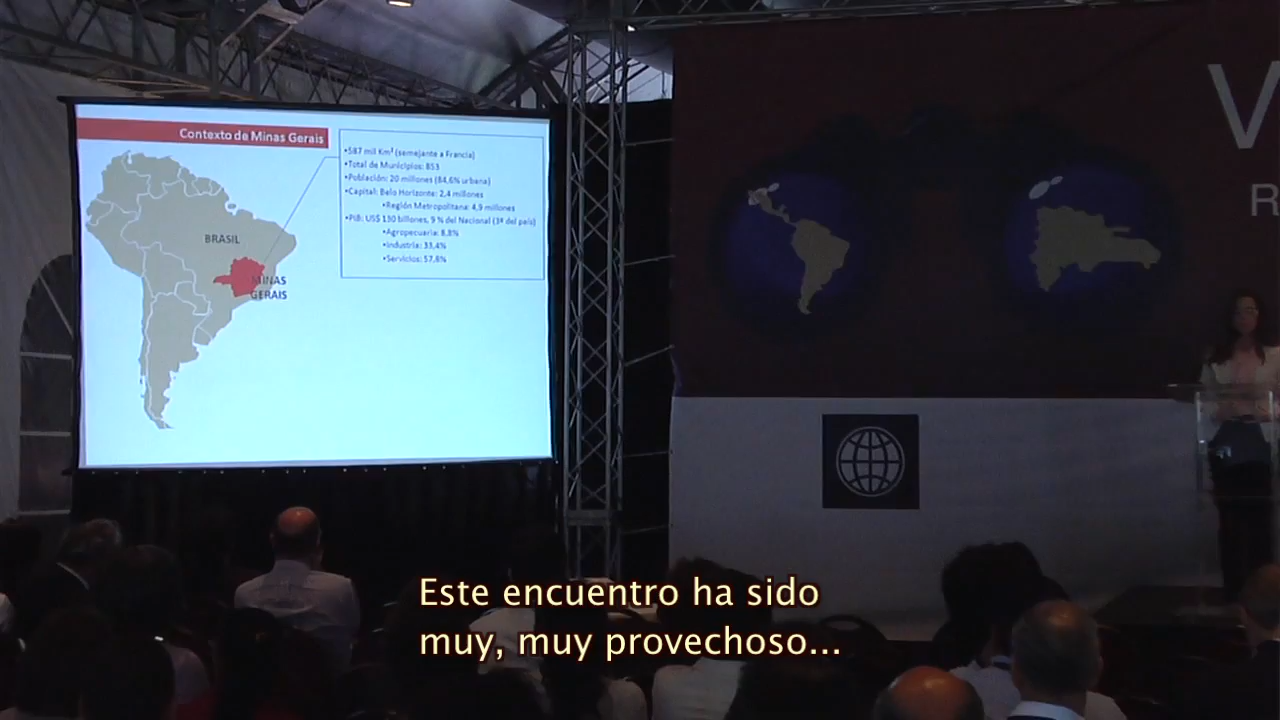 Contexto de Minas Gerais
•587 mil Km² (semejante a Francia)
•Total de Municipios: 853
•Población: 20 millones (84,6% urbana)
•Capital: Belo Horizonte: 2,4 millones
•Región Metropolitana: 4,9 millones
•PIB: US$ 130 billones, 9 % del Nacional (3ª del país)
•Agropecuaria: 8,8%
•Industria: 33,4%
•Servicios: 57,8%
BRASIL
MINAS
GERAIS
V
R
Este encuentro ha sido
muy, muy provechoso...